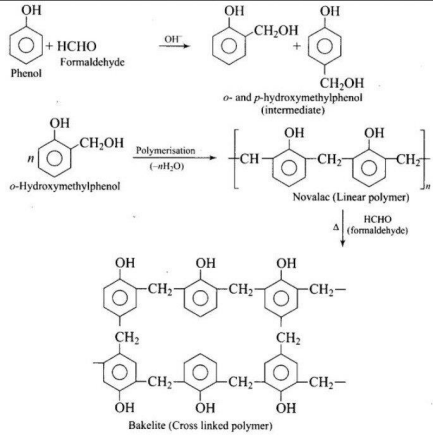 OH
OH
OH
+ HCHO
OH⁻
CH₂OH
+
Phenol
Formaldehyde
CH₂OH
o- and p-hydroxymethylphenol
(intermediate)
OH
n
CH₂OH
Polymerisation
(–nH₂O)
o-Hydroxymethylphenol
OH
OH
CH
CH₂
CH₂
n
Novalac (Linear polymer)
Δ
HCHO
(formaldehyde)
OH
OH
OH
CH₂
CH₂
CH₂—
CH₂
CH₂
CH₂
CH₂
CH₂—
OH
OH
OH
Bakelite (Cross linked polymer)